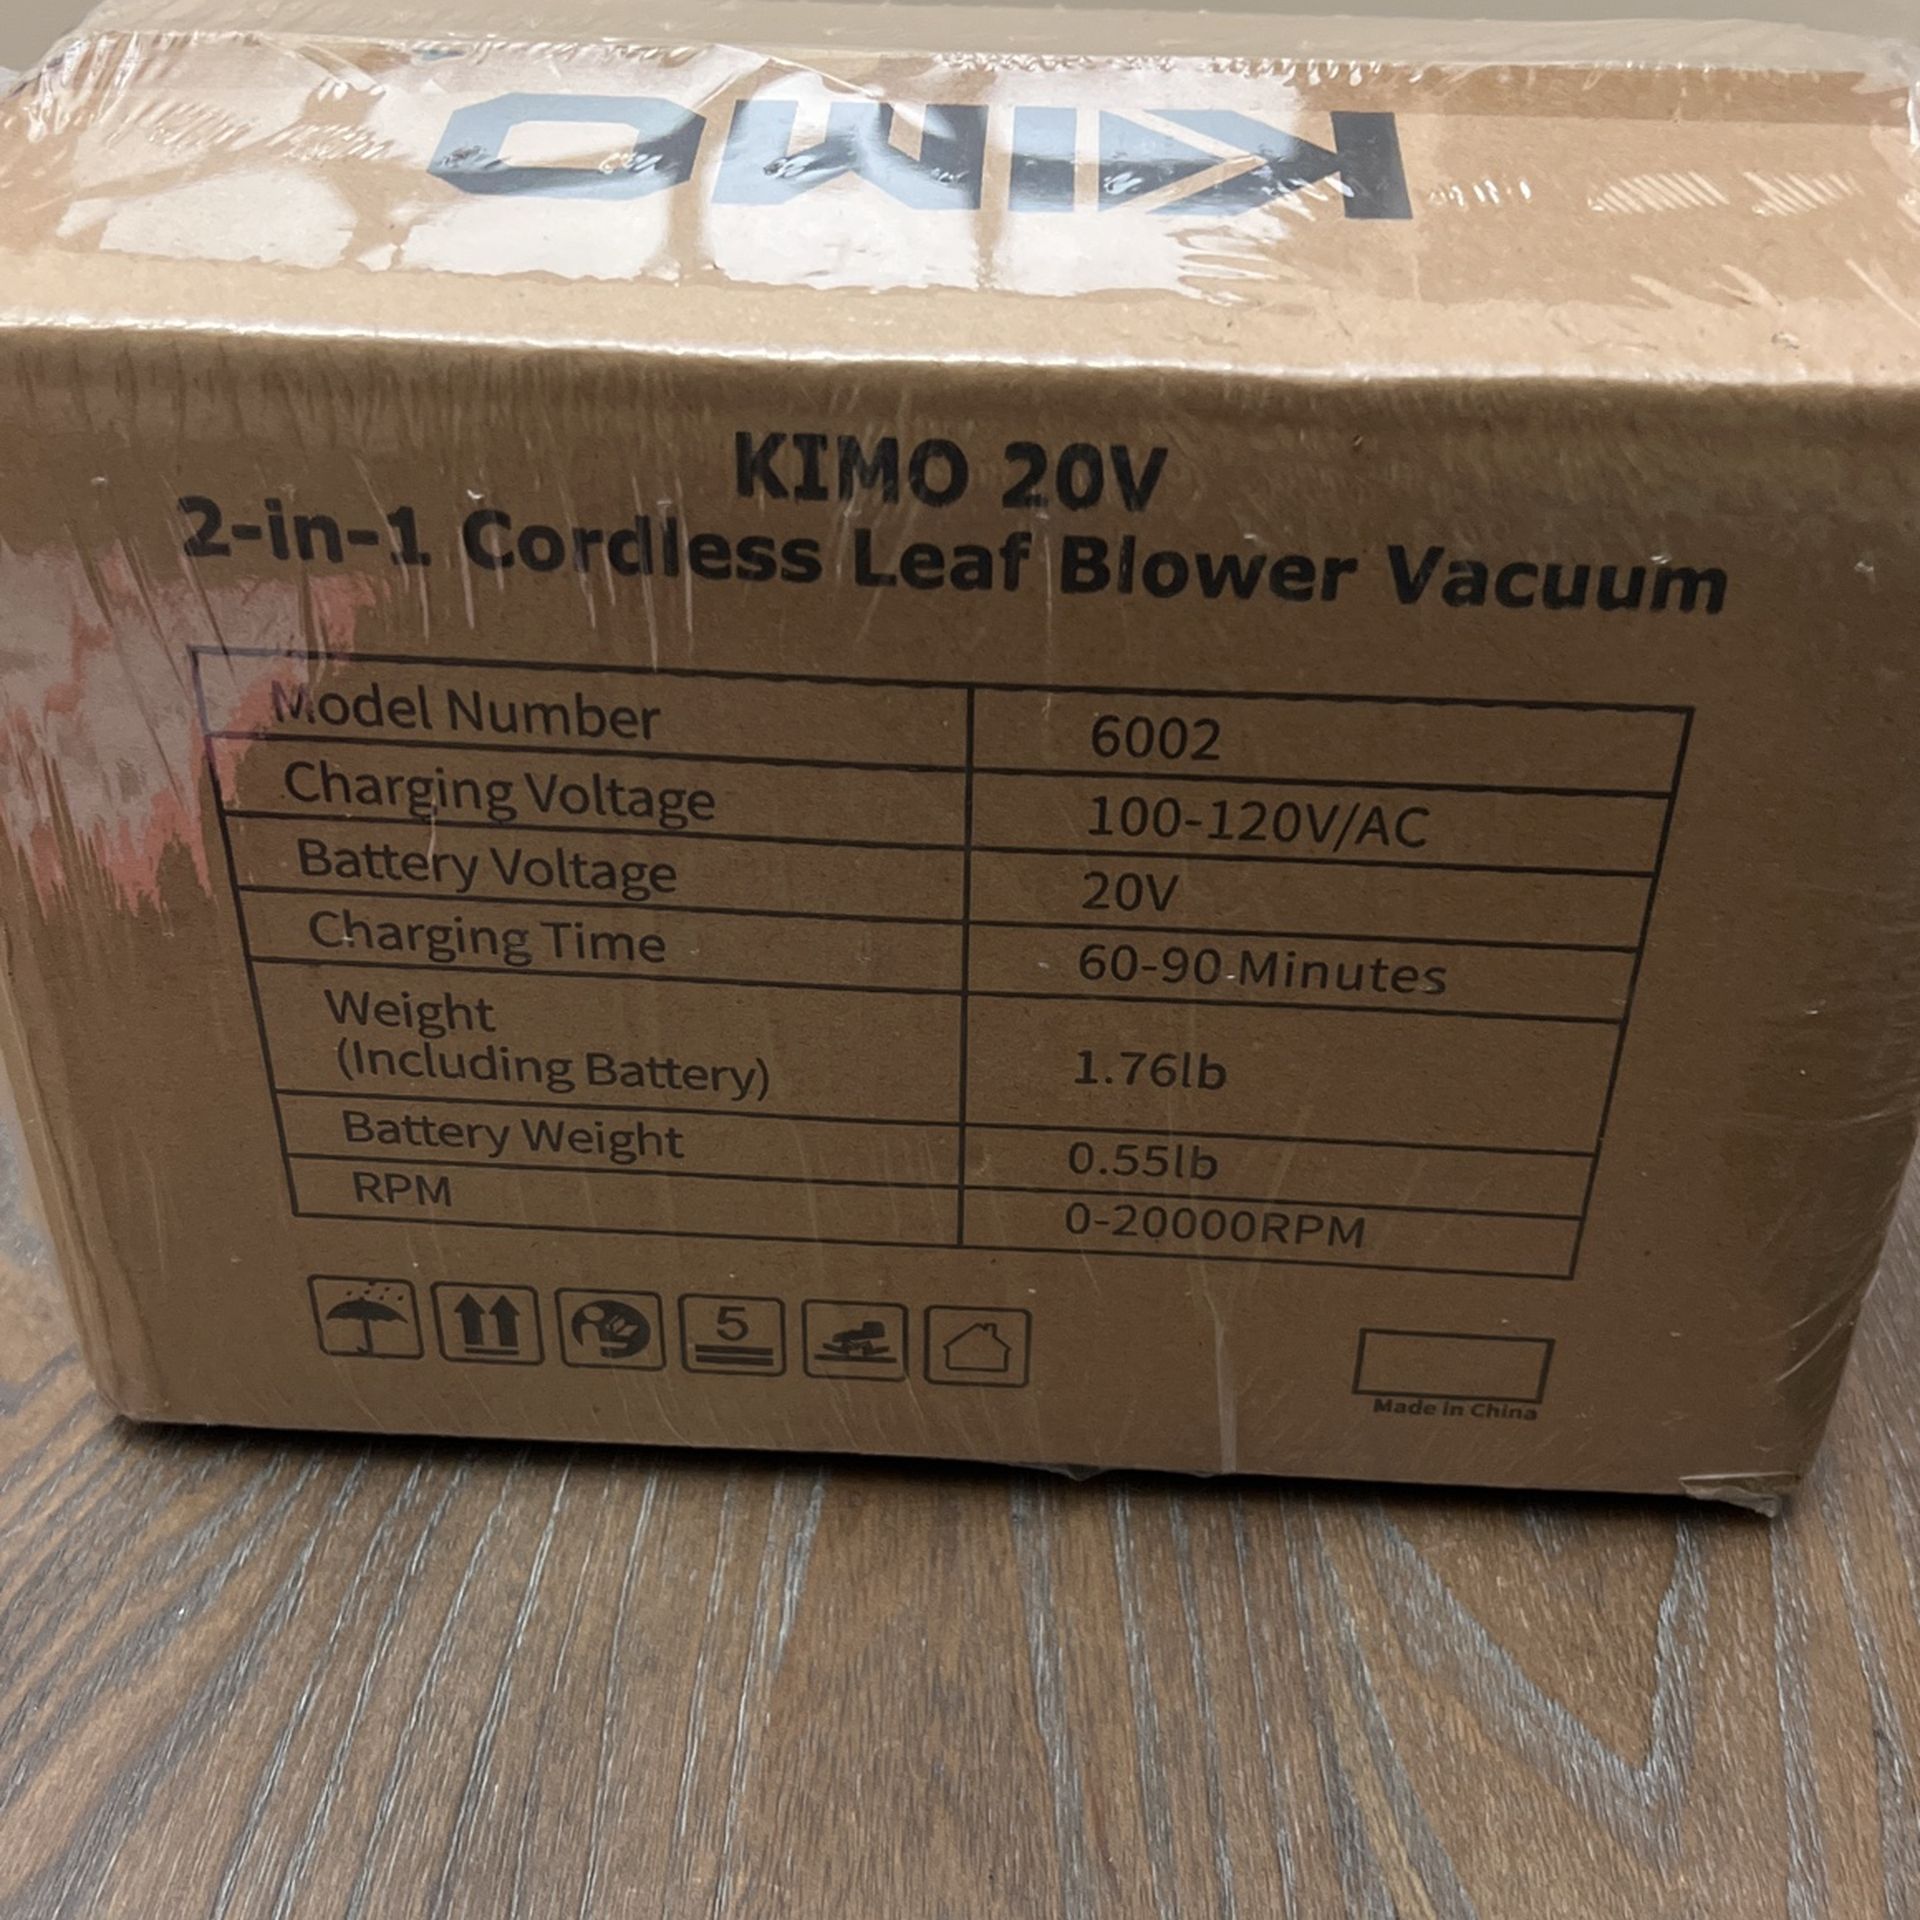 KIMO
KIMO 20V
2-in-1 Cordless Leaf Blower Vacuum
Model Number 6002
Charging Voltage 100-120V/AC
Battery Voltage 20V
Charging Time 60-90 Minutes
Weight
(Including Battery) 1.76lb
Battery Weight 0.55lb
RPM 0-20000RPM
5
Made in China